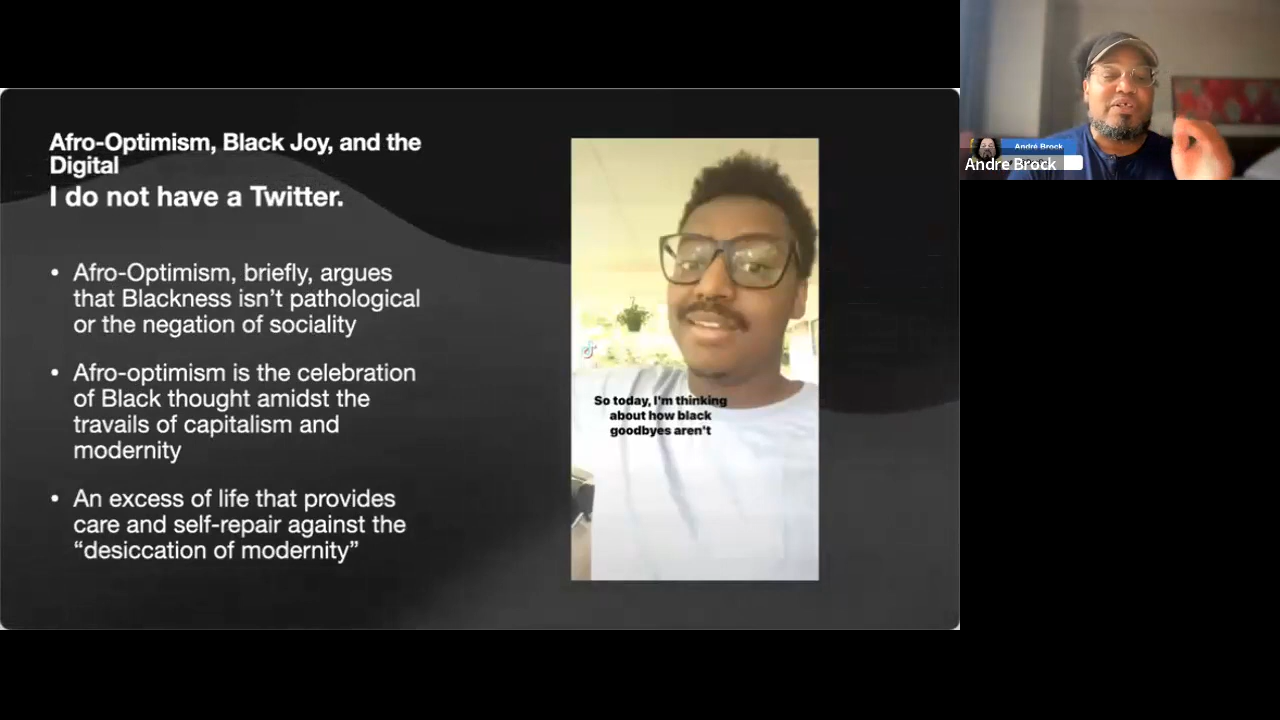 Afro-Optimism, Black Joy, and the
Digital
I do not have a Twitter.
• Afro-Optimism, briefly, argues
that Blackness isn’t pathological
or the negation of sociality
• Afro-optimism is the celebration
of Black thought amidst the
travails of capitalism and
modernity
• An excess of life that provides
care and self-repair against the
“desiccation of modernity”
So today, I'm thinking
about how black
goodbyes aren't
André Brock
Andre Brock